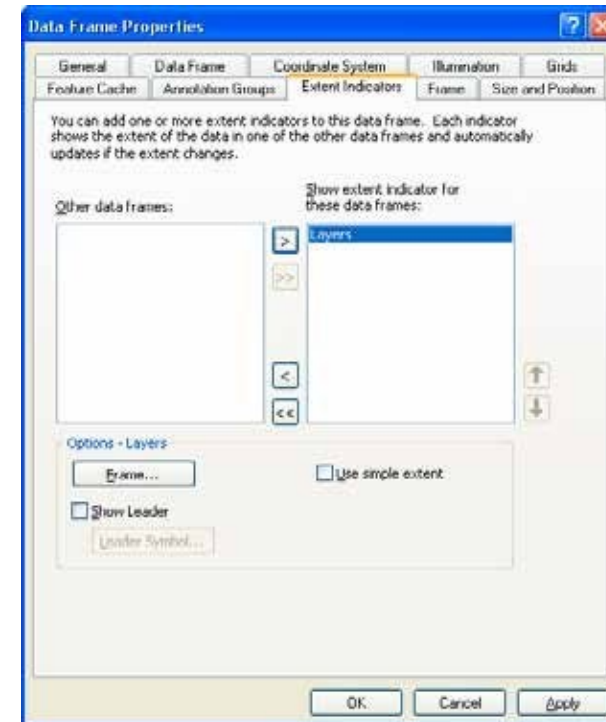 Data Frame Properties
General Data Frame Coordinate System Illumination Grids
Feature Cache Annotation Groups Extent Indicators Frame Size and Position
You can add one or more extent indicators to this data frame. Each indicator
shows the extent of the data in one of the other data frames and automatically
updates if the extent changes.
Other data frames:
Show extent indicator for
these data frames:
Layers
>
>>
<
<<
Options - Layers
Frame...
Use simple extent
Show Leader
Leader Symbol...
OK Cancel Apply